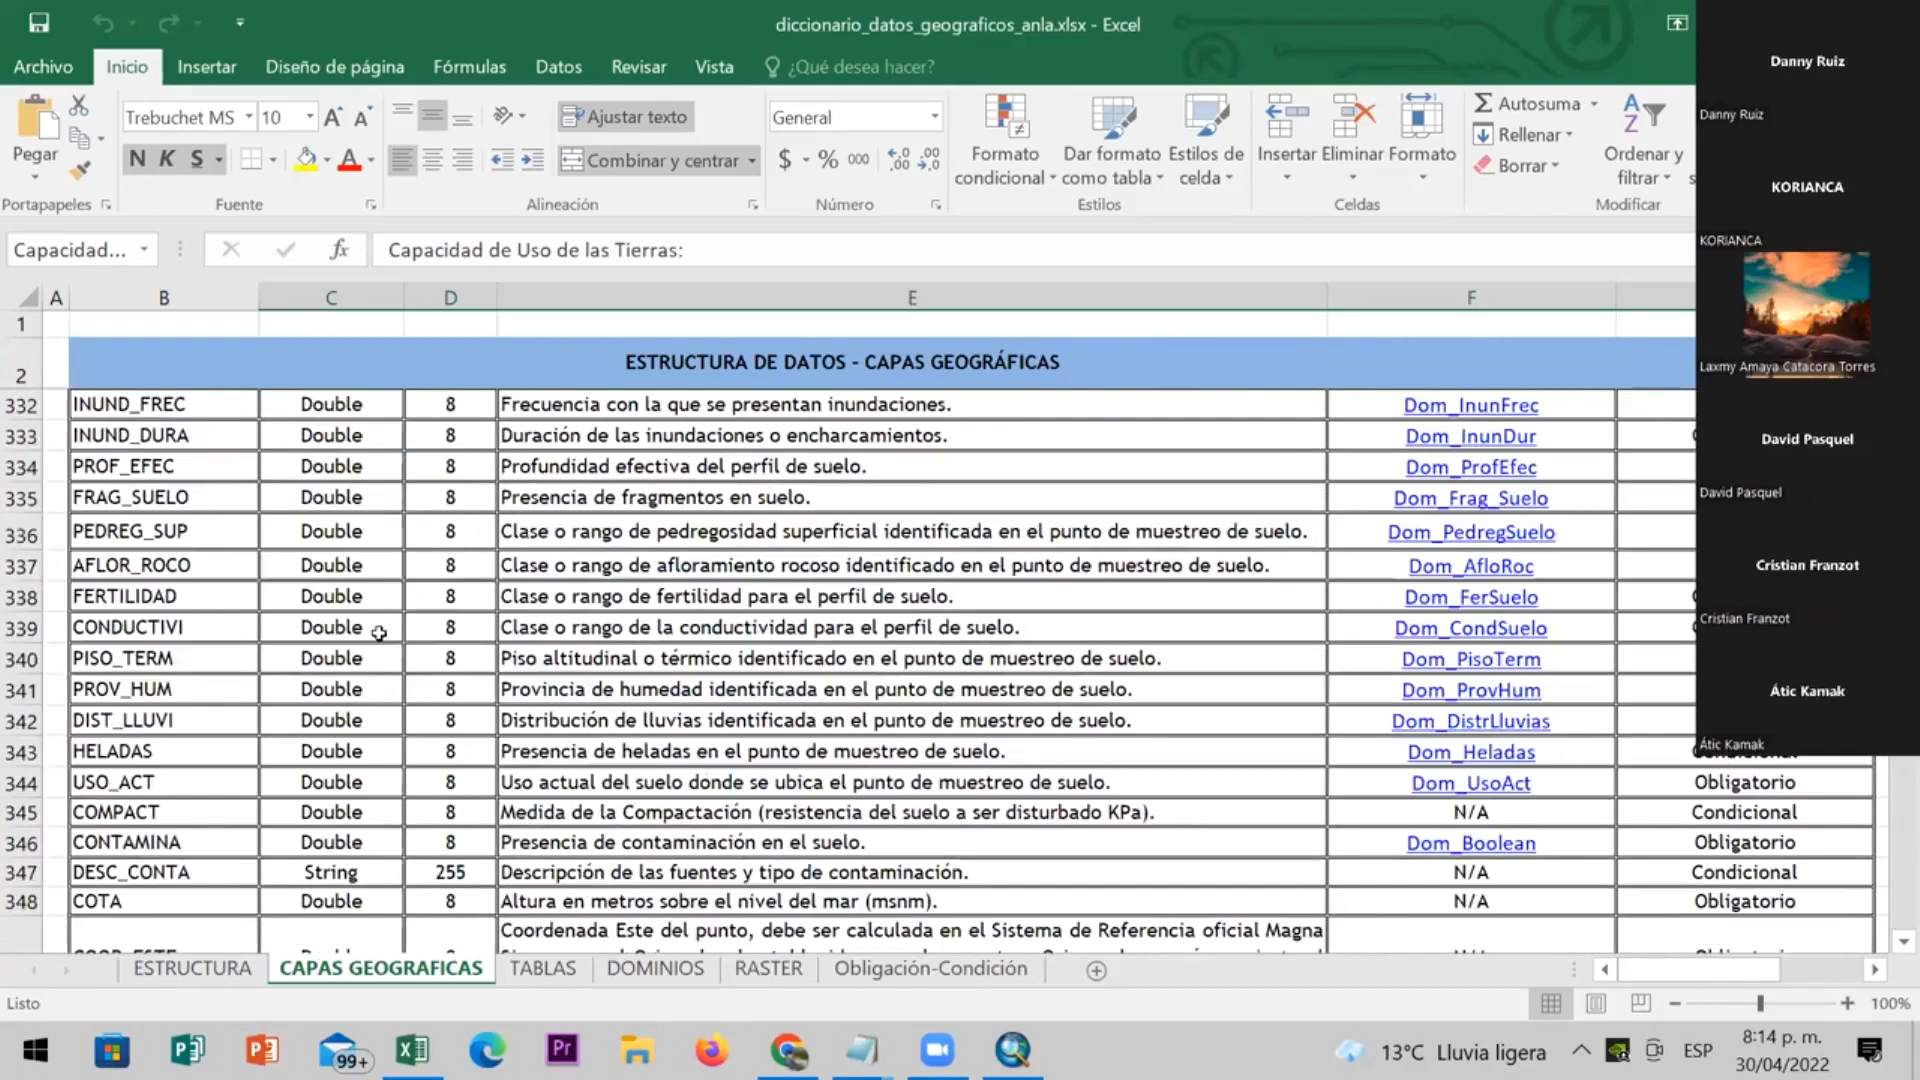 diccionario_datos_geograficos_anla.xlsx - Excel
Archivo Inicio Insertar Diseño de página Fórmulas Datos Revisar Vista ¿Qué desea hacer?
Pegar Trebuchet MS 10 N K S Ajustar texto Combinar y centrar General $ % 000
Formato condicional Dar formato como tabla Estilos de celda Insertar Eliminar Formato Autosuma Rellenar Borrar Ordenar y filtrar
Portapapeles Fuente Alineación Número Estilos Celdas Modificar
Capacidad... fx Capacidad de Uso de las Tierras:
A B C D E F
1
2 ESTRUCTURA DE DATOS - CAPAS GEOGRÁFICAS
332 INUND_FREC Double 8 Frecuencia con la que se presentan inundaciones. Dom_InunFrec
333 INUND_DURA Double 8 Duración de las inundaciones o encharcamientos. Dom_InunDur
334 PROF_EFEC Double 8 Profundidad efectiva del perfil de suelo. Dom_ProfEfec
335 FRAG_SUELO Double 8 Presencia de fragmentos en suelo. Dom_Frag_Suelo
336 PEDREG_SUP Double 8 Clase o rango de pedregosidad superficial identificada en el punto de muestreo de suelo. Dom_PedregSuelo
337 AFLOR_ROCO Double 8 Clase o rango de afloramiento rocoso identificado en el punto de muestreo de suelo. Dom_AfloRoc
338 FERTILIDAD Double 8 Clase o rango de fertilidad para el perfil de suelo. Dom_FerSuelo
339 CONDUCTIVI Double 8 Clase o rango de la conductividad para el perfil de suelo. Dom_CondSuelo
340 PISO_TERM Double 8 Piso altitudinal o térmico identificado en el punto de muestreo de suelo. Dom_PisoTerm
341 PROV_HUM Double 8 Provincia de humedad identificada en el punto de muestreo de suelo. Dom_ProvHum
342 DIST_LLUVI Double 8 Distribución de lluvias identificada en el punto de muestreo de suelo. Dom_DistrLluvias
343 HELADAS Double 8 Presencia de heladas en el punto de muestreo de suelo. Dom_Heladas Condicional
344 USO_ACT Double 8 Uso actual del suelo donde se ubica el punto de muestreo de suelo. Dom_UsoAct Obligatorio
345 COMPACT Double 8 Medida de la Compactación (resistencia del suelo a ser disturbado KPa). N/A Condicional
346 CONTAMINA Double 8 Presencia de contaminación en el suelo. Dom_Boolean Obligatorio
347 DESC_CONTA String 255 Descripción de las fuentes y tipo de contaminación. N/A Condicional
348 COTA Double 8 Altura en metros sobre el nivel del mar (msnm). N/A Obligatorio
Coordenada Este del punto, debe ser calculada en el Sistema de Referencia oficial Magna
ESTRUCTURA CAPAS GEOGRAFICAS TABLAS DOMINIOS RASTER Obligación-Condición
Listo 100%
99+ Pr 13°C Lluvia ligera ESP 8:14 p. m.
30/04/2022
Danny Ruiz
Danny Ruiz
KORIANCA
KORIANCA
Laxmy Amaya Catacora Torres
David Pasquel
David Pasquel
Cristian Franzot
Cristian Franzot
Átic Kamak
Átic Kamak